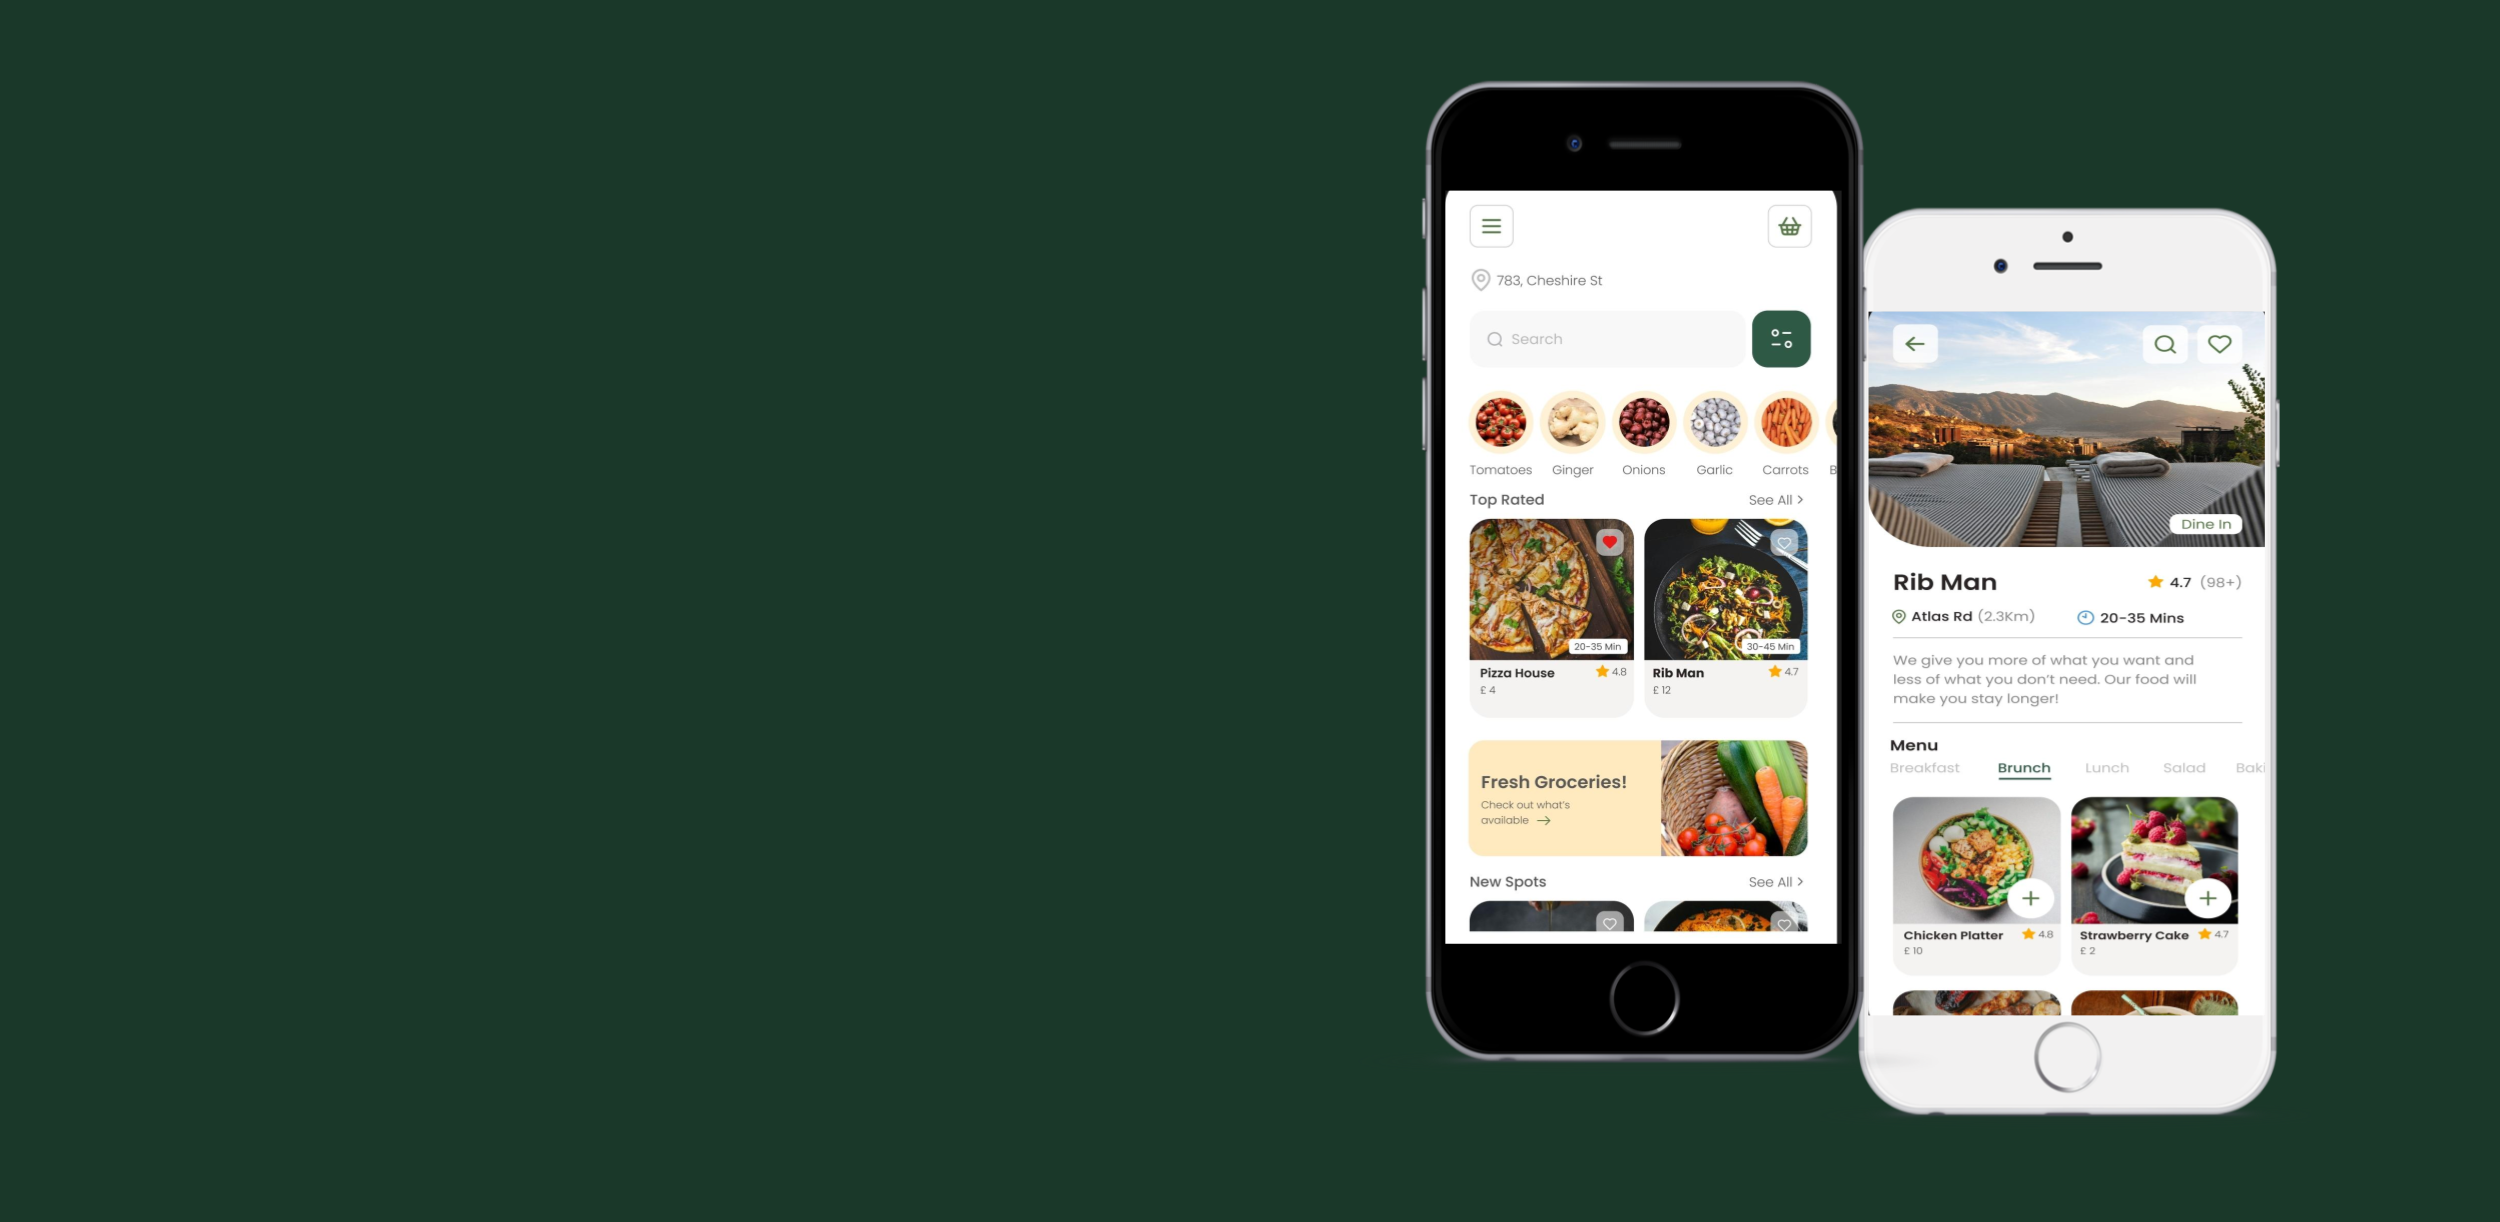 783, Cheshire St
Search
Tomatoes Ginger Onions Garlic Carrots B
Top Rated See All >
20-35 Min 30-45 Min
Pizza House 4.8 Rib Man 4.7
£ 4 £ 12
Fresh Groceries!
Check out what's
available
New Spots See All >
Dine In
Rib Man 4.7 (98+)
Atlas Rd (2.3Km) 20-35 Mins
We give you more of what you want and
less of what you don't need. Our food will
make you stay longer!
Menu
Breakfast Brunch Lunch Salad Baki
Chicken Platter 4.8 Strawberry Cake 4.7
£ 10 £ 2